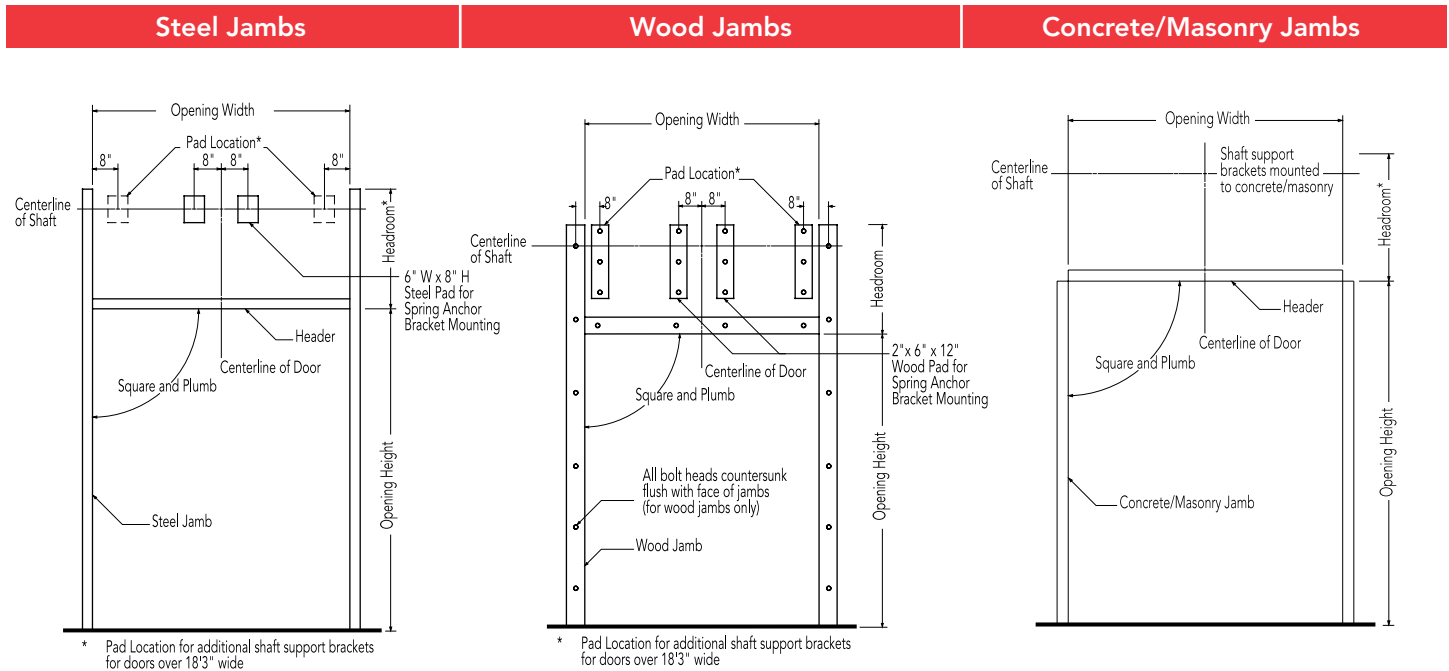 Steel Jambs
Wood Jambs
Concrete/Masonry Jambs
Opening Width
Pad Location*
8"
8"
8"
8"
Centerline
of Shaft
Headroom*
6" W x 8" H
Steel Pad for
Spring Anchor
Bracket Mounting
Header
Centerline of Door
Square and Plumb
Opening Height
Steel Jamb
* Pad Location for additional shaft support brackets
for doors over 18'3" wide
Opening Width
Pad Location*
8"
8"
8"
8"
Centerline
of Shaft
Headroom
2"x 6" x 12"
Wood Pad for
Spring Anchor
Bracket Mounting
Centerline of Door
Square and Plumb
Opening Height
All bolt heads countersunk
flush with face of jambs
(for wood jambs only)
Wood Jamb
* Pad Location for additional shaft support brackets
for doors over 18'3" wide
Opening Width
Centerline
of Shaft
Shaft support
brackets mounted
to concrete/masonry
Headroom*
Header
Centerline of Door
Square and Plumb
Opening Height
Concrete/Masonry Jamb